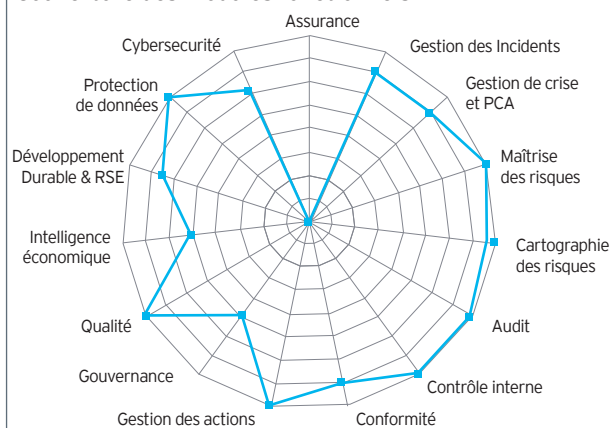 Assurance
Gestion des Incidents
Gestion de crise
et PCA
Maîtrise
des risques
Cartographie
des risques
Audit
Contrôle interne
Conformité
Gestion des actions
Gouvernance
Qualité
Intelligence
économique
Développement
Durable & RSE
Protection
de données
Cybersecurité